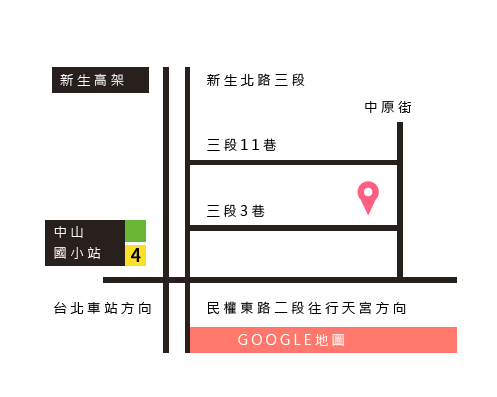 新生高架
新生北路三段
中原街
三段11巷
三段3巷
中山
國小站
4
台北車站方向
民權東路二段往行天宮方向
GOOGLE地圖